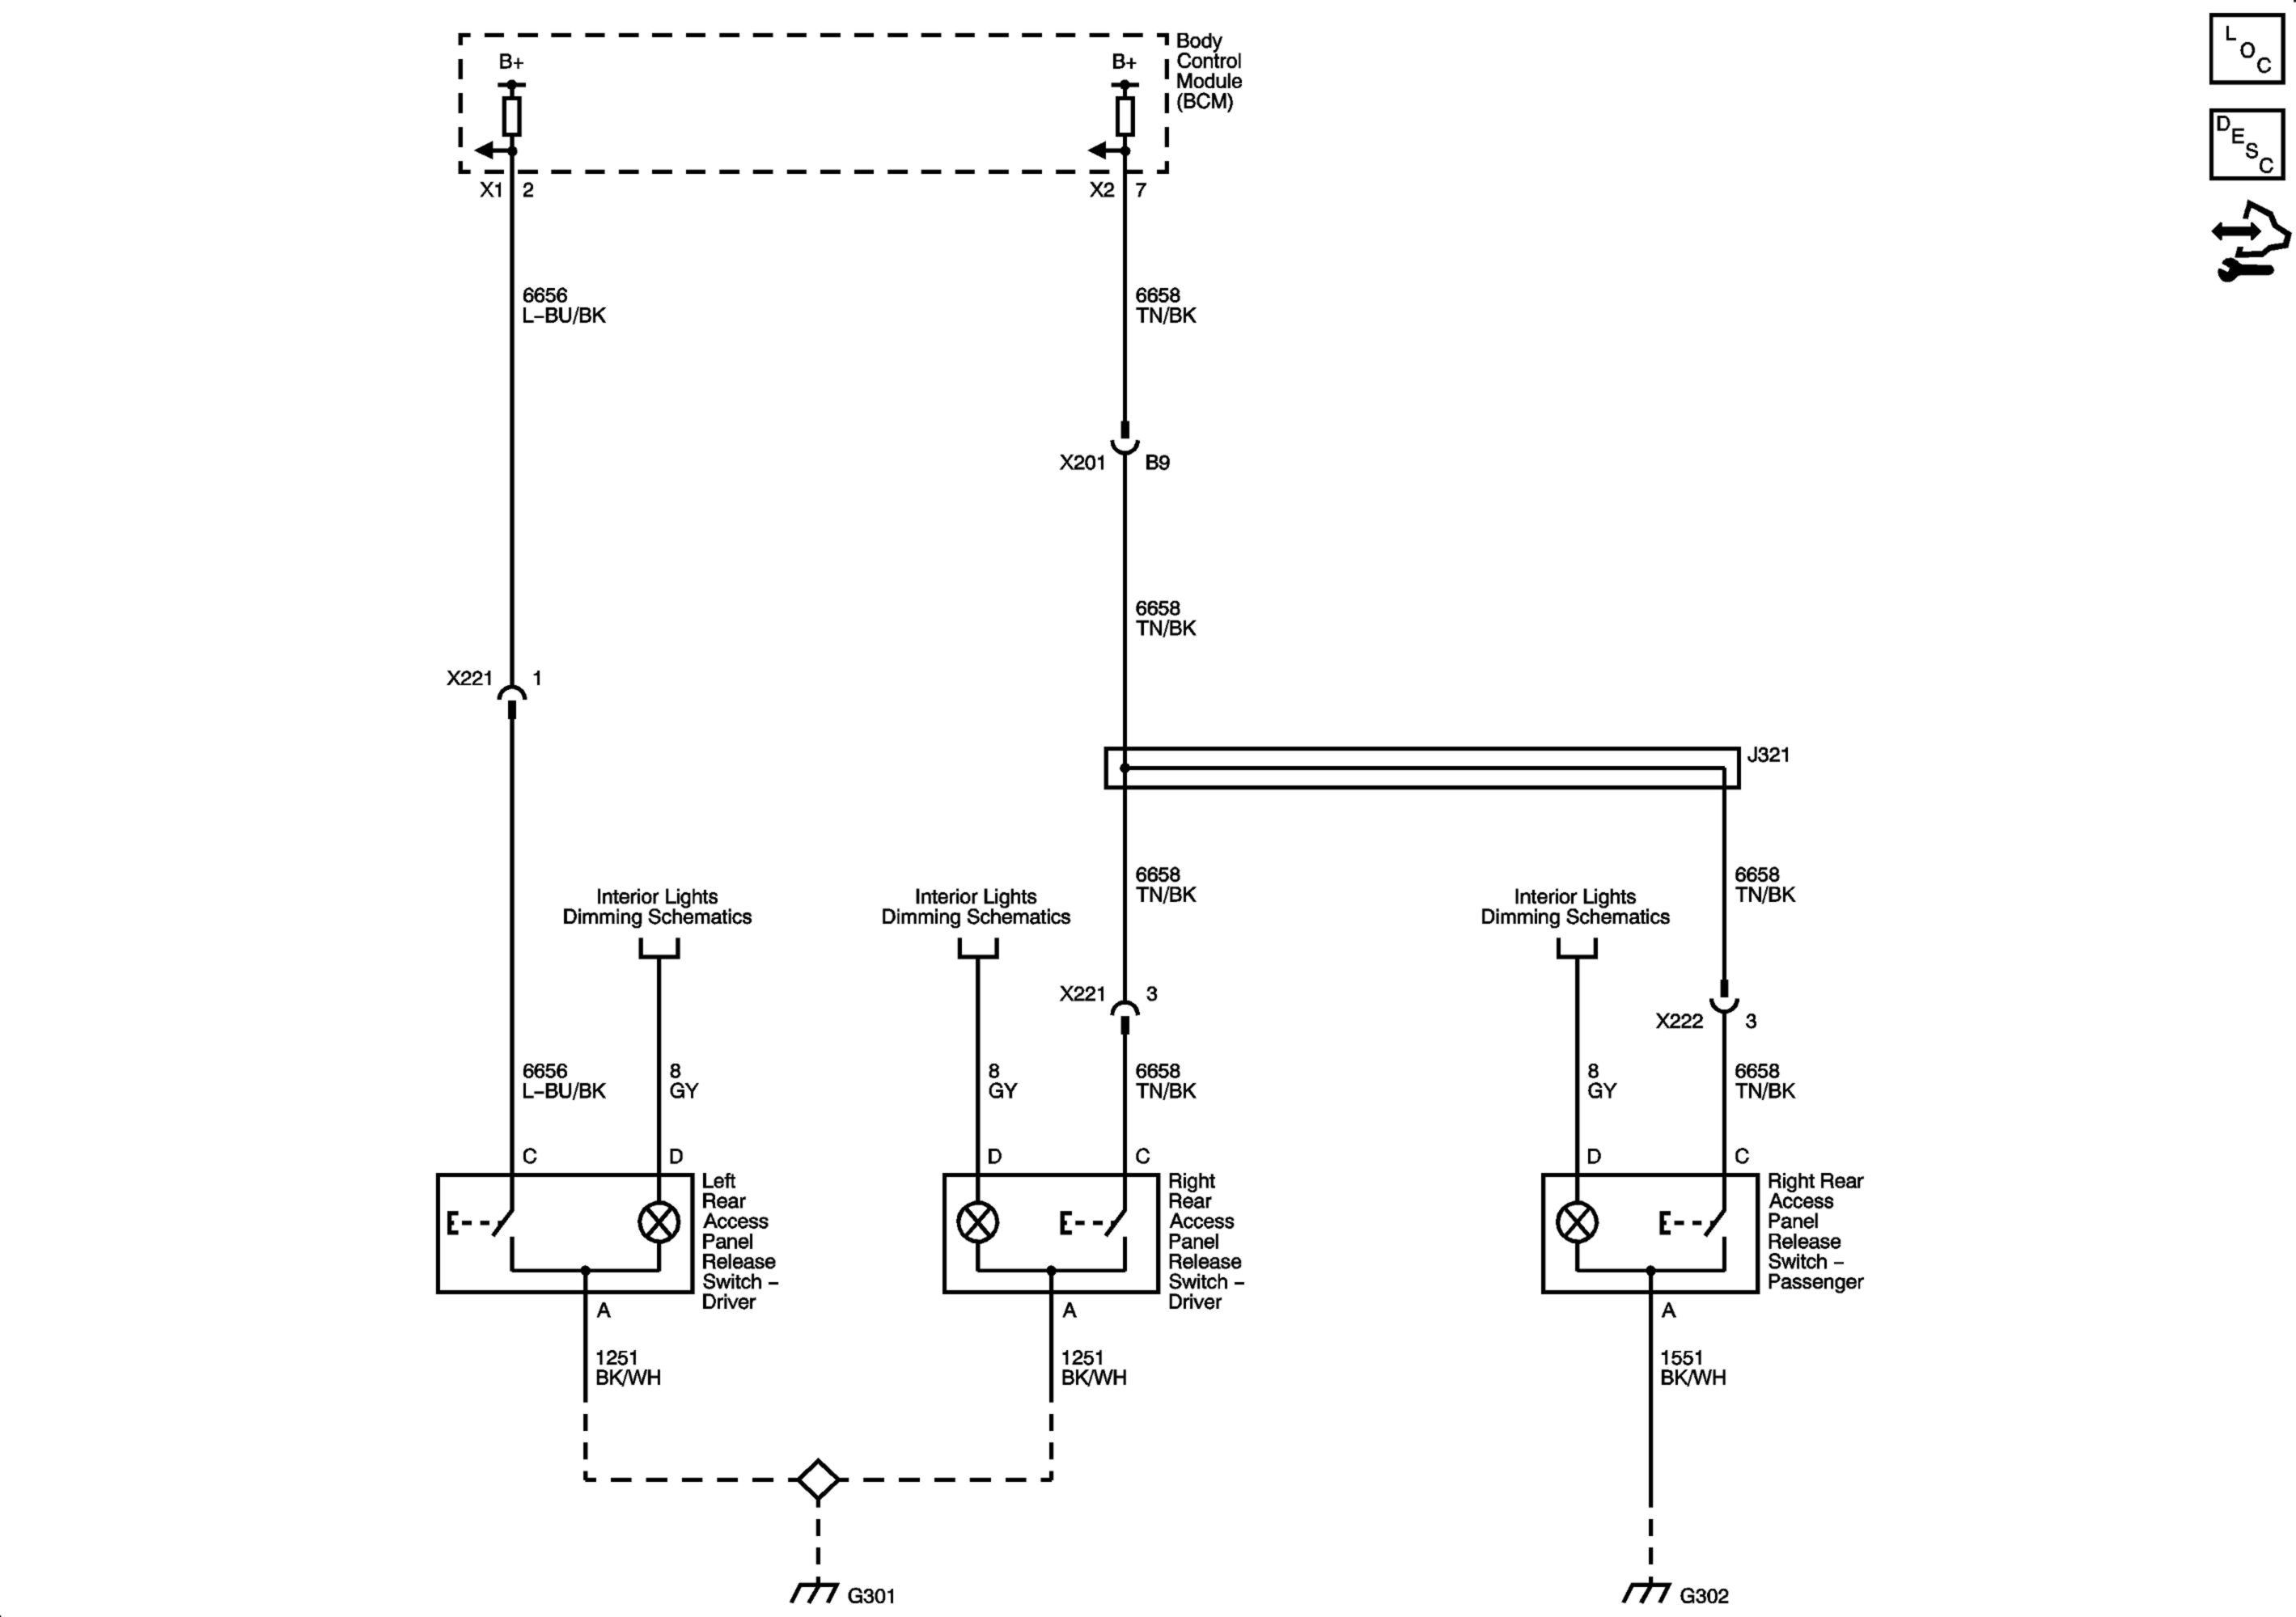 B+
B+
Body
Control
Module
(BCM)
L
O
C
D
E
S
C
X1 2
X2 7
6656
L-BU/BK
6658
TN/BK
X201 B9
6658
TN/BK
X221 1
J321
6658
TN/BK
6658
TN/BK
Interior Lights
Dimming Schematics
Interior Lights
Dimming Schematics
Interior Lights
Dimming Schematics
X221 3
X222 3
6656
L-BU/BK
8
GY
8
GY
6658
TN/BK
8
GY
6658
TN/BK
C
D
D
C
D
C
Left
Rear
Access
Panel
Release
Switch –
Driver
Right
Rear
Access
Panel
Release
Switch –
Driver
Right Rear
Access
Panel
Release
Switch –
Passenger
A
A
A
1251
BK/WH
1251
BK/WH
1551
BK/WH
G301
G302